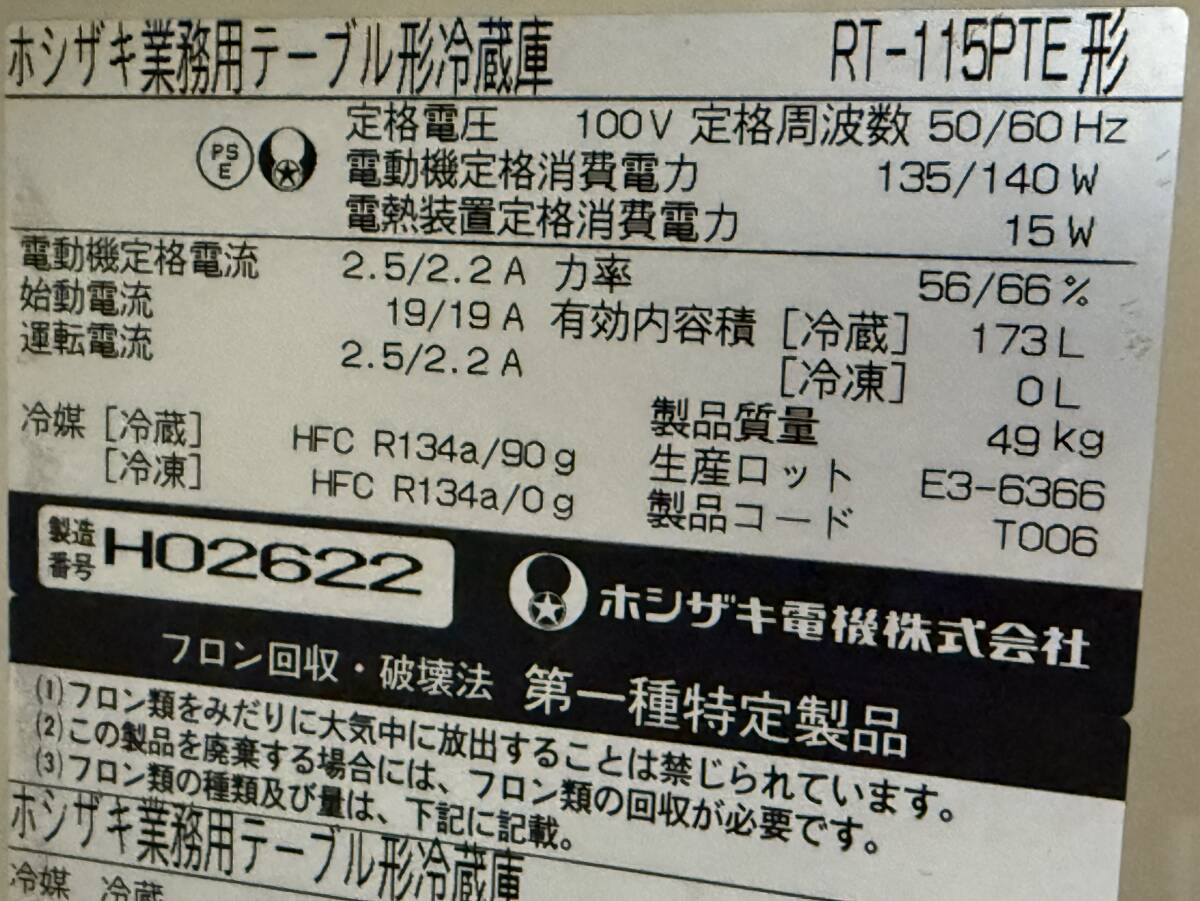 ホシザキ業務用テーブル形冷蔵庫 RT-115PTE形
PS
E
定格電圧 100V 定格周波数 50/60Hz
電動機定格消費電力 135/140W
電熱装置定格消費電力 15W
電動機定格電流 2.5/2.2A 力率 56/66%
始動電流 19/19A 有効内容積 [冷蔵] 173L
運転電流 2.5/2.2A [冷凍] 0L
冷媒 [冷蔵] HFC R134a/90g 製品質量 49kg
[冷凍] HFC R134a/0g 生産ロット E3-6366
製品コード T006
製造番号 H02622
ホシザキ電機株式会社
フロン回収・破壊法 第一種特定製品
(1)フロン類をみだりに大気中に放出することは禁じられています。
(2)この製品を廃棄する場合には、フロン類の回収が必要です。
(3)フロン類の種類及び量は、下記に記載。
ホシザキ業務用テーブル形冷蔵庫
冷媒 冷蔵